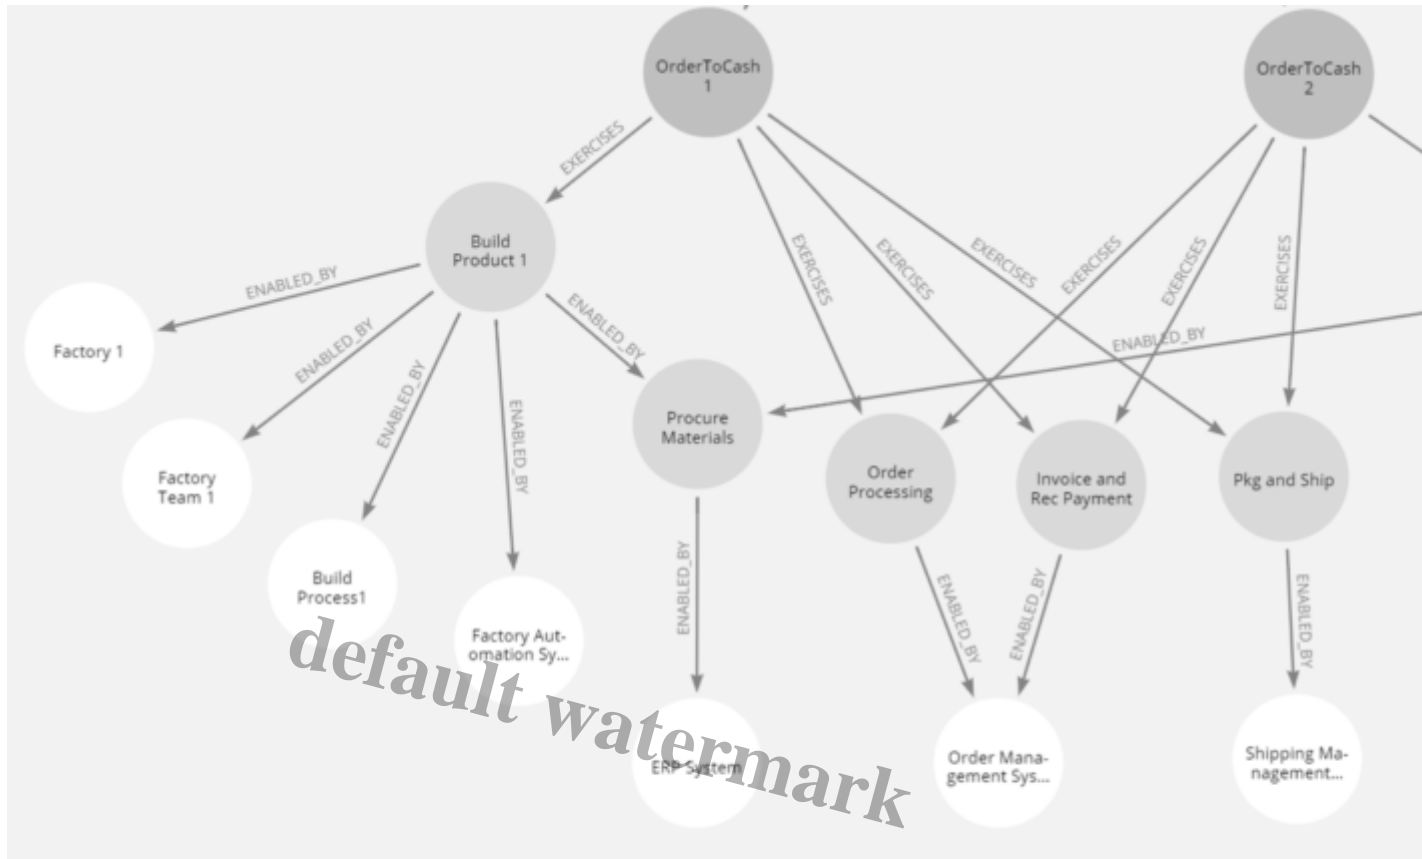 OrderToCash
1
OrderToCash
2
EXERCISES
Build
Product 1
EXERCISES
EXERCISES
EXERCISES
EXERCISES
EXERCISES
EXERCISES
ENABLED_BY
ENABLED_BY
ENABLED_BY
ENABLED_BY
ENABLED_BY
ENABLED_BY
Factory 1
Procure
Materials
Factory
Team 1
Order
Processing
Invoice and
Rec Payment
Pkg and Ship
Build
Process1
ENABLED_BY
ENABLED_BY
ENABLED_BY
ENABLED_BY
Factory Aut-
omation Sy...
ERP System
Order Mana-
gement Sys...
Shipping Ma-
nagement...
default watermark